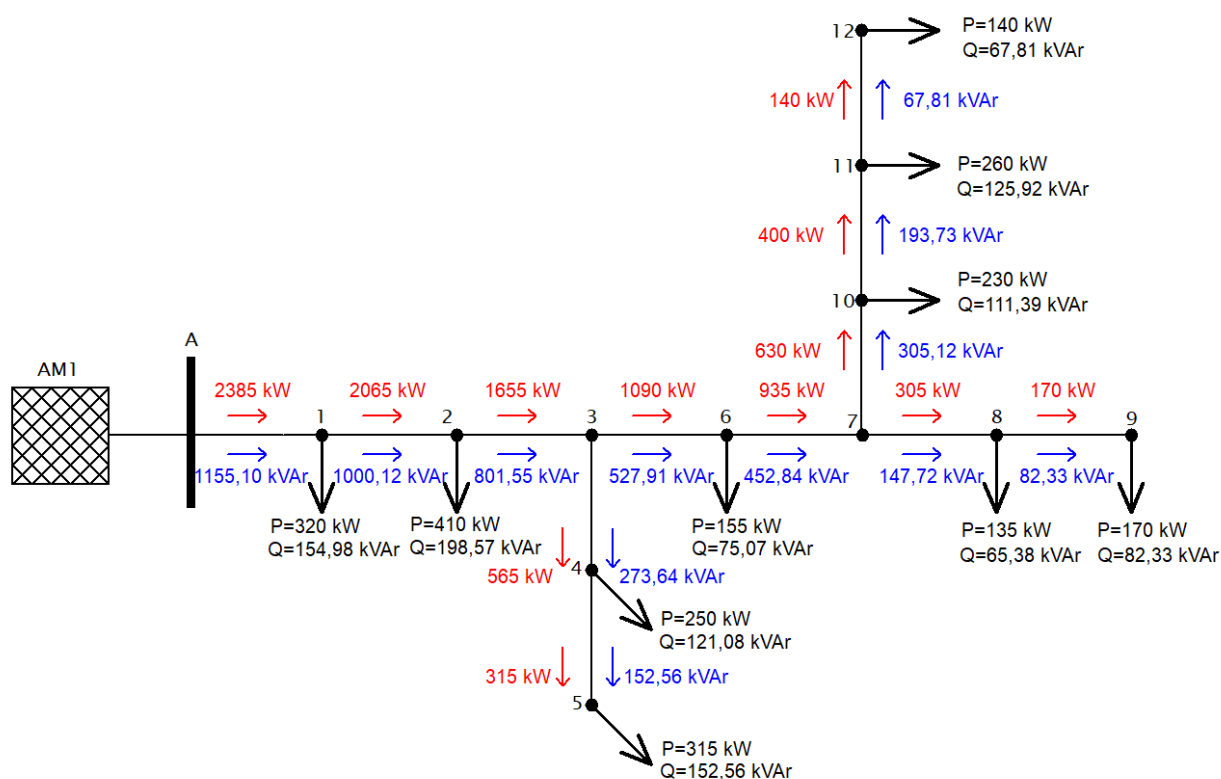 12
P=140 kW
Q=67,81 kVAr
140 kW
67,81 kVAr
11
P=260 kW
Q=125,92 kVAr
400 kW
193,73 kVAr
10
P=230 kW
Q=111,39 kVAr
630 kW
305,12 kVAr
A
AM1
2385 kW
2065 kW
1655 kW
1090 kW
935 kW
305 kW
170 kW
1
2
3
6
7
8
9
1155,10 kVAr
1000,12 kVAr
801,55 kVAr
527,91 kVAr
452,84 kVAr
147,72 kVAr
82,33 kVAr
P=320 kW
Q=154,98 kVAr
P=410 kW
Q=198,57 kVAr
P=155 kW
Q=75,07 kVAr
P=135 kW
Q=65,38 kVAr
P=170 kW
Q=82,33 kVAr
565 kW
4
273,64 kVAr
P=250 kW
Q=121,08 kVAr
315 kW
152,56 kVAr
5
P=315 kW
Q=152,56 kVAr